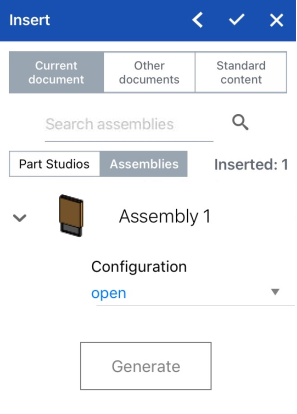 Insert
Current document
Other documents
Standard content
Search assemblies
Part Studios
Assemblies
Inserted: 1
Assembly 1
Configuration
open
Generate